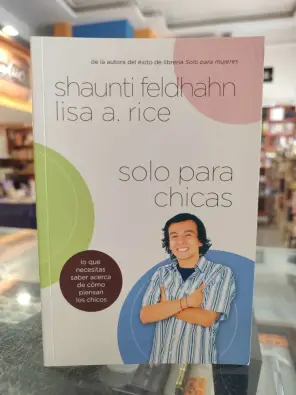 de la autora del éxito de librería Solo para mujeres
shaunti feldhahn
lisa a. rice
solo para
chicas
lo que
necesitas
saber acerca
de cómo
piensan
los chicos